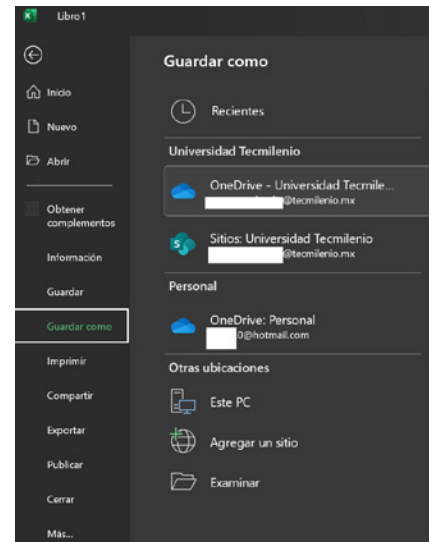 Libro1
Inicio
Nuevo
Abrir
Obtener
complementos
Información
Guardar
Guardar como
Imprimir
Compartir
Exportar
Publicar
Cerrar
Más...
Guardar como
Recientes
Universidad Tecmilenio
OneDrive - Universidad Tecmile...
@tecmilenio.mx
Sitios: Universidad Tecmilenio
@tecmilenio.mx
Personal
OneDrive: Personal
0@hotmail.com
Otras ubicaciones
Este PC
Agregar un sitio
Examinar